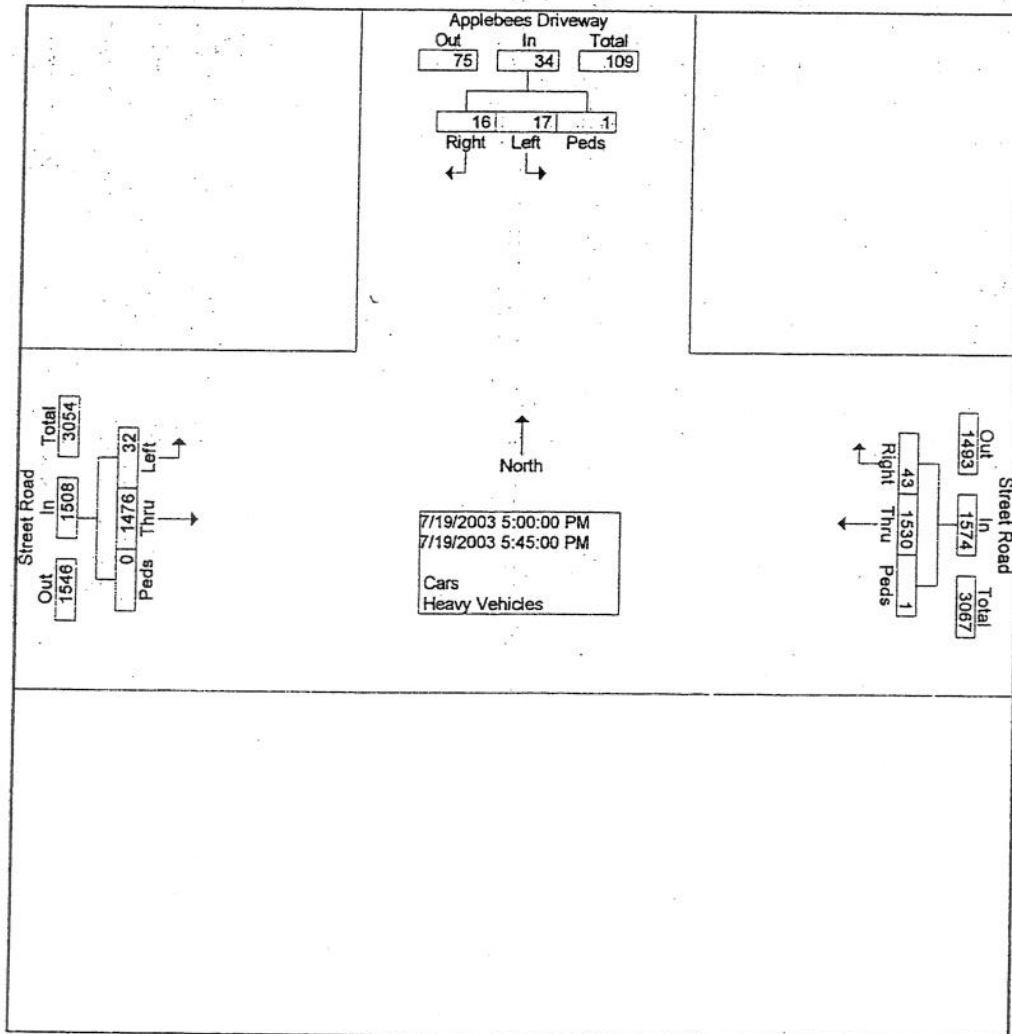 Applebees Driveway
Out In Total
75 34 109
16 17 1
Right Left Peds
Street Road
Total In Out
3054 1508 1546
32 1476 0
Left Thru Peds
North
7/19/2003 5:00:00 PM
7/19/2003 5:45:00 PM
Cars
Heavy Vehicles
Street Road
Out In Total
1493 1574 3067
43 1530 1
Right Thru Peds